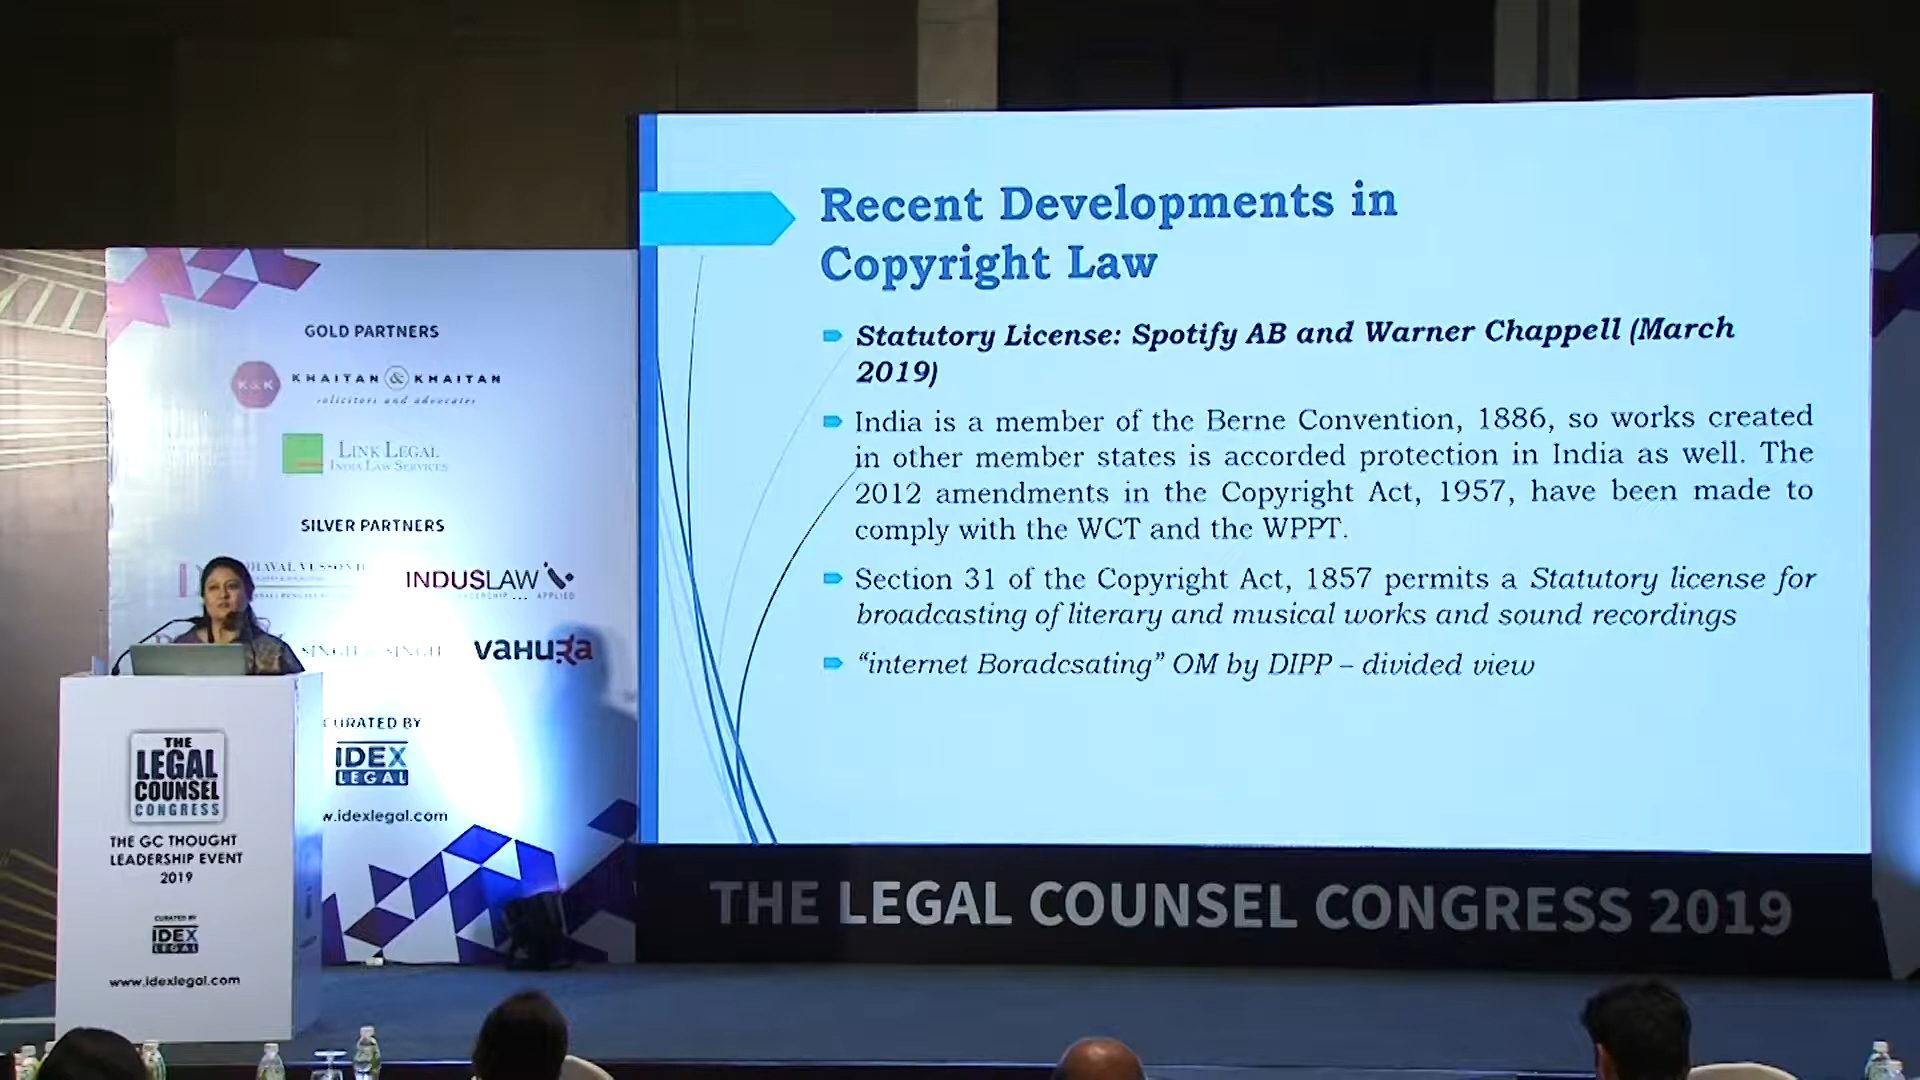 GOLD PARTNERS
K&K
KHAITAN & KHAITAN
solicitors and advocates
LINK LEGAL
INDIA LAW SERVICES
SILVER PARTNERS
INDUSLAW
APPLIED
SINGH & SINGH
VAHURA
CURATED BY
IDEX
LEGAL
w.idexlegal.com
THE
LEGAL
COUNSEL
CONGRESS
THE GC THOUGHT
LEADERSHIP EVENT
2019
CURATED BY
IDEX
LEGAL
www.idexlegal.com
Recent Developments in
Copyright Law
Statutory License: Spotify AB and Warner Chappell (March
2019)
India is a member of the Berne Convention, 1886, so works created
in other member states is accorded protection in India as well. The
2012 amendments in the Copyright Act, 1957, have been made to
comply with the WCT and the WPPT.
Section 31 of the Copyright Act, 1857 permits a Statutory license for
broadcasting of literary and musical works and sound recordings
“internet Boradcsating” OM by DIPP – divided view
THE LEGAL COUNSEL CONGRESS 2019